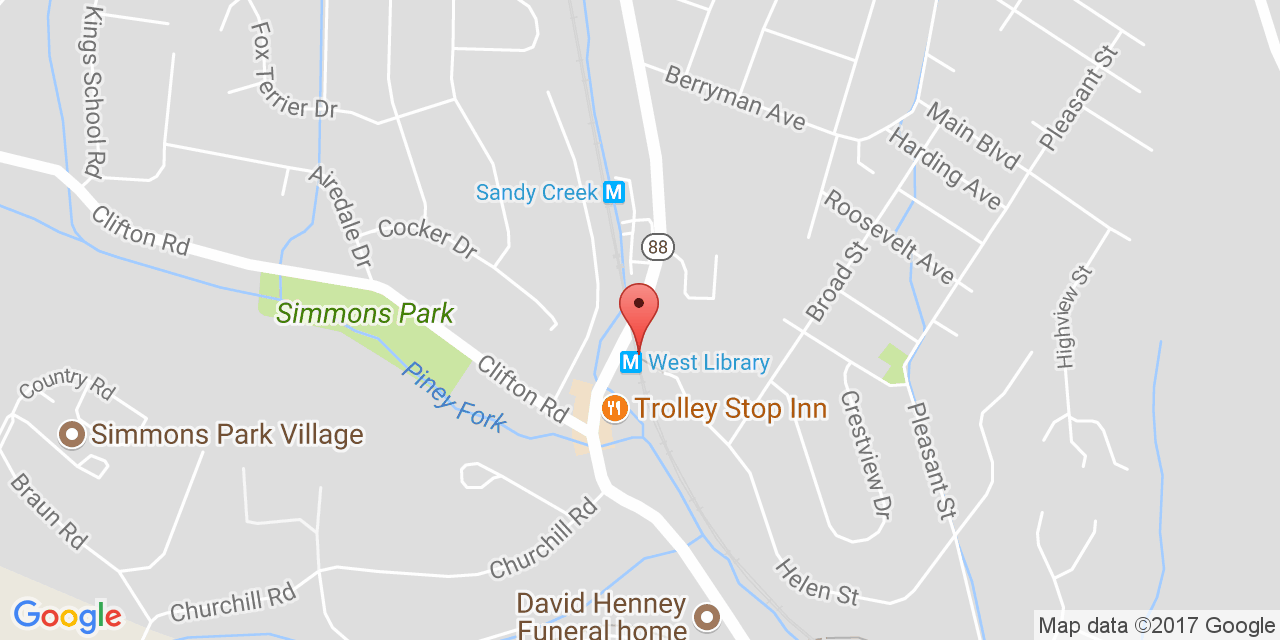 Kings School Rd
Fox Terrier Dr
Berryman Ave
Pleasant St
Main Blvd
Harding Ave
Airedale Dr
Sandy Creek
M
Roosevelt Ave
Clifton Rd
Cocker Dr
88
Broad St
Highview St
Simmons Park
M
West Library
Country Rd
Piney Fork
Clifton Rd
Trolley Stop Inn
Crestview Dr
Pleasant St
Simmons Park Village
Braun Rd
Churchill Rd
Helen St
Churchill Rd
David Henney
Funeral home
Google
Map data ©2017 Google